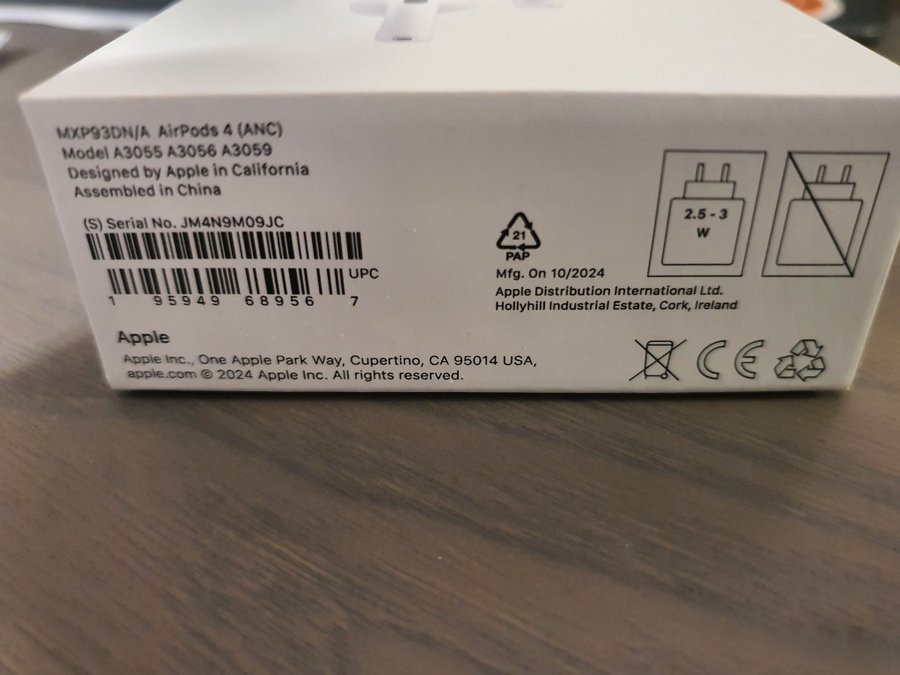 MXP93DN/A AirPods 4 (ANC)
Model A3055 A3056 A3059
Designed by Apple in California
Assembled in China
(S) Serial No. JM4N9M09JC
UPC
1 95949 68956 7
Apple
Apple Inc., One Apple Park Way, Cupertino, CA 95014 USA,
apple.com © 2024 Apple Inc. All rights reserved.
21
PAP
Mfg. On 10/2024
Apple Distribution International Ltd.
Hollyhill Industrial Estate, Cork, Ireland
2.5 - 3
W
CE